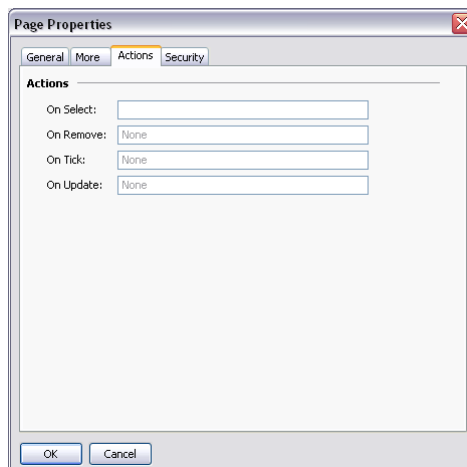 Page Properties
General More Actions Security
Actions
On Select:
On Remove: None
On Tick: None
On Update: None
OK Cancel